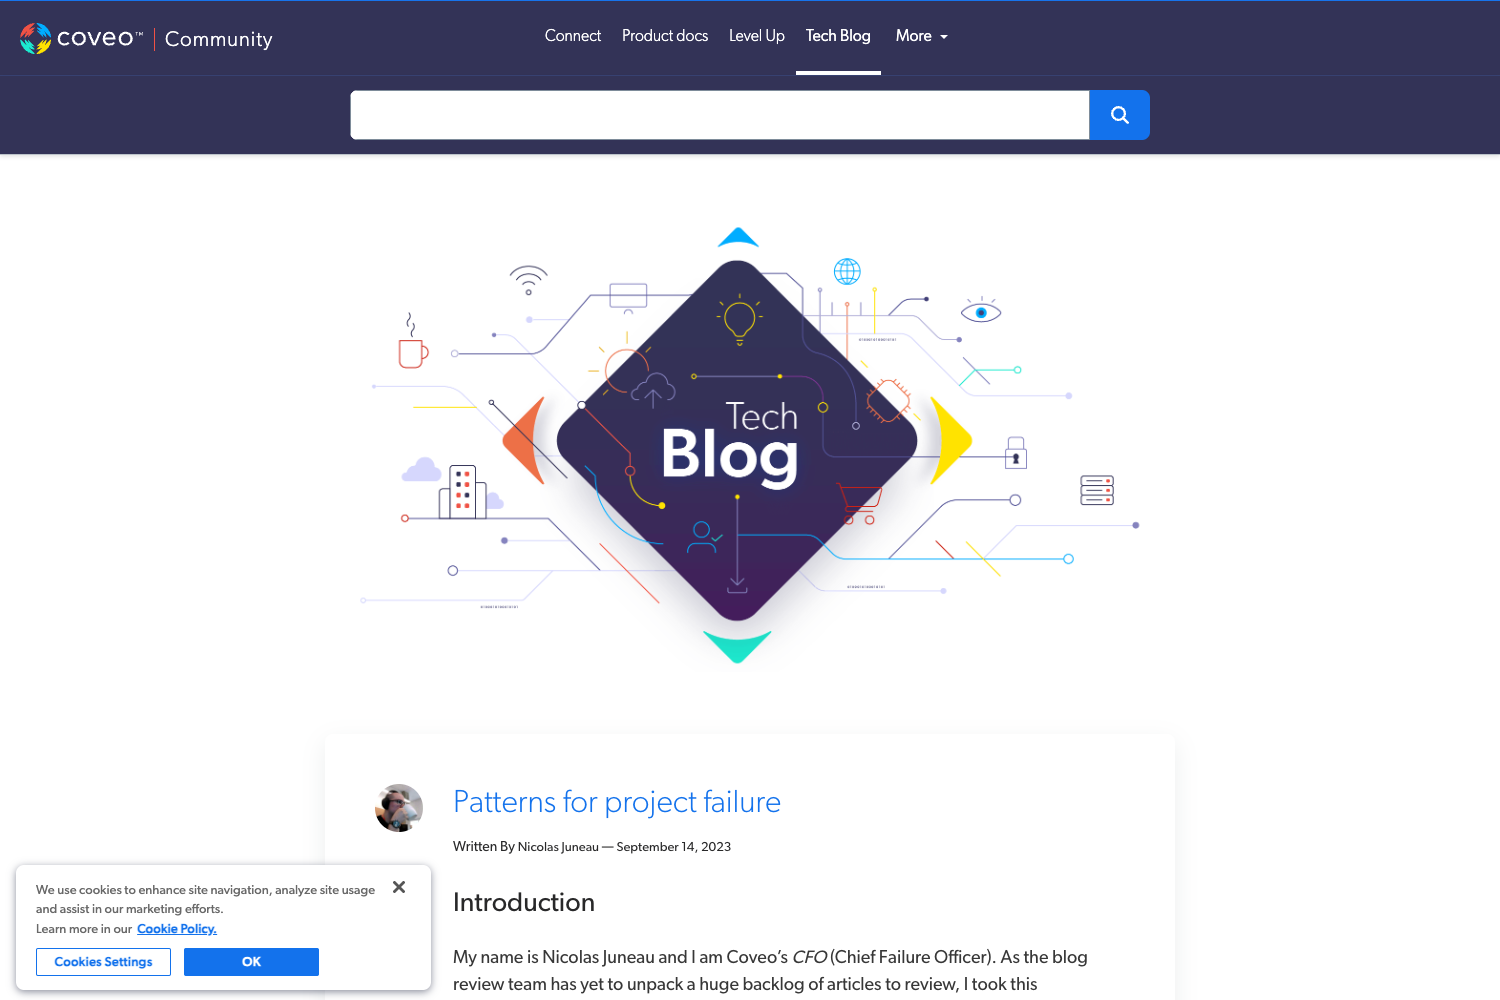 coveo™ | Community
Connect Product docs Level Up Tech Blog More
Tech
Blog
Patterns for project failure
Written By Nicolas Juneau — September 14, 2023
Introduction
My name is Nicolas Juneau and I am Coveo's CFO (Chief Failure Officer). As the blog
review team has yet to unpack a huge backlog of articles to review, I took this
We use cookies to enhance site navigation, analyze site usage
and assist in our marketing efforts.
Learn more in our Cookie Policy.
Cookies Settings OK